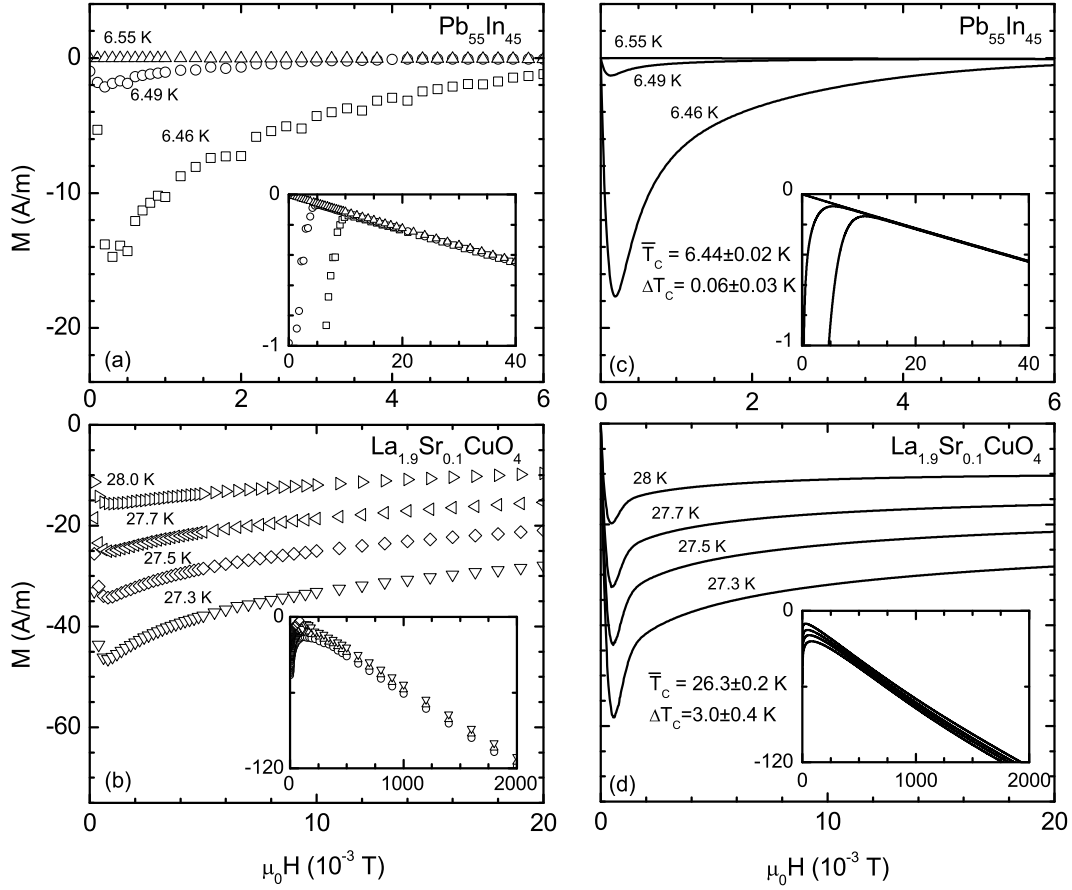 Pb55In45
6.55 K
6.49 K
6.46 K
0
-10
-20
M (A/m)
0
-1
0 20 40
(a)
0 2 4 6
Pb55In45
6.55 K
6.49 K
6.46 K
T̅C = 6.44±0.02 K
ΔTC= 0.06±0.03 K
0
-1
0 20 40
(c)
0 2 4 6
La1.9Sr0.1CuO4
28.0 K
27.7 K
27.5 K
27.3 K
0
-20
-40
-60
M (A/m)
0
-120
0 1000 2000
(b)
0 10 20
μ0H (10-3 T)
La1.9Sr0.1CuO4
28 K
27.7 K
27.5 K
27.3 K
T̅C = 26.3±0.2 K
ΔTC=3.0±0.4 K
0
-120
0 1000 2000
(d)
0 10 20
μ0H (10-3 T)